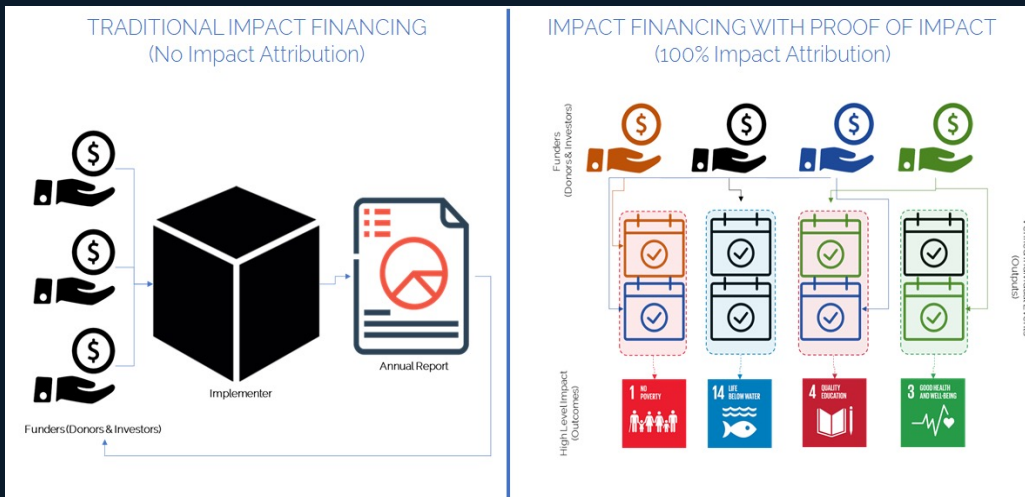 TRADITIONAL IMPACT FINANCING
(No Impact Attribution)
$
$
$
Implementer
Annual Report
Funders (Donors & Investors)
IMPACT FINANCING WITH PROOF OF IMPACT
(100% Impact Attribution)
Funders
(Donors & Investors)
$
$
$
$
(Outputs)
High Level Impact
(Outcomes)
1 NO
POVERTY
14 LIFE
BELOW WATER
4 QUALITY
EDUCATION
3 GOOD HEALTH
AND WELL-BEING